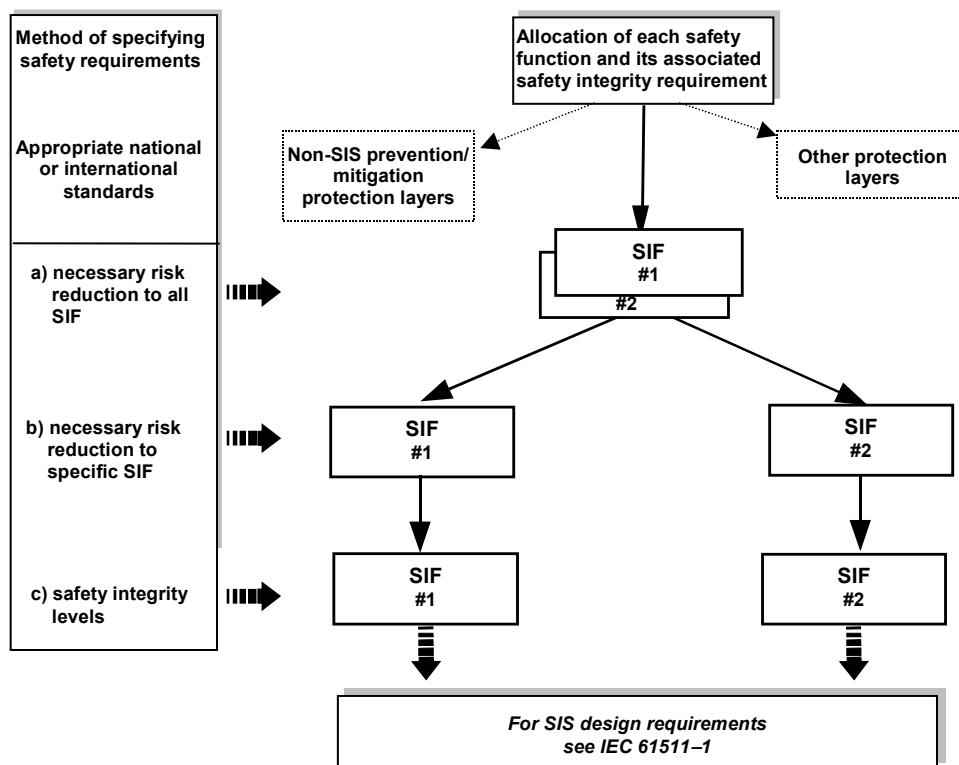 Method of specifying
safety requirements
Appropriate national
or international
standards
a) necessary risk
reduction to all
SIF
b) necessary risk
reduction to
specific SIF
c) safety integrity
levels
Allocation of each safety
function and its associated
safety integrity requirement
Non-SIS prevention/
mitigation
protection layers
Other protection
layers
SIF
#1
#2
SIF
#1
SIF
#2
SIF
#1
SIF
#2
For SIS design requirements
see IEC 61511–1